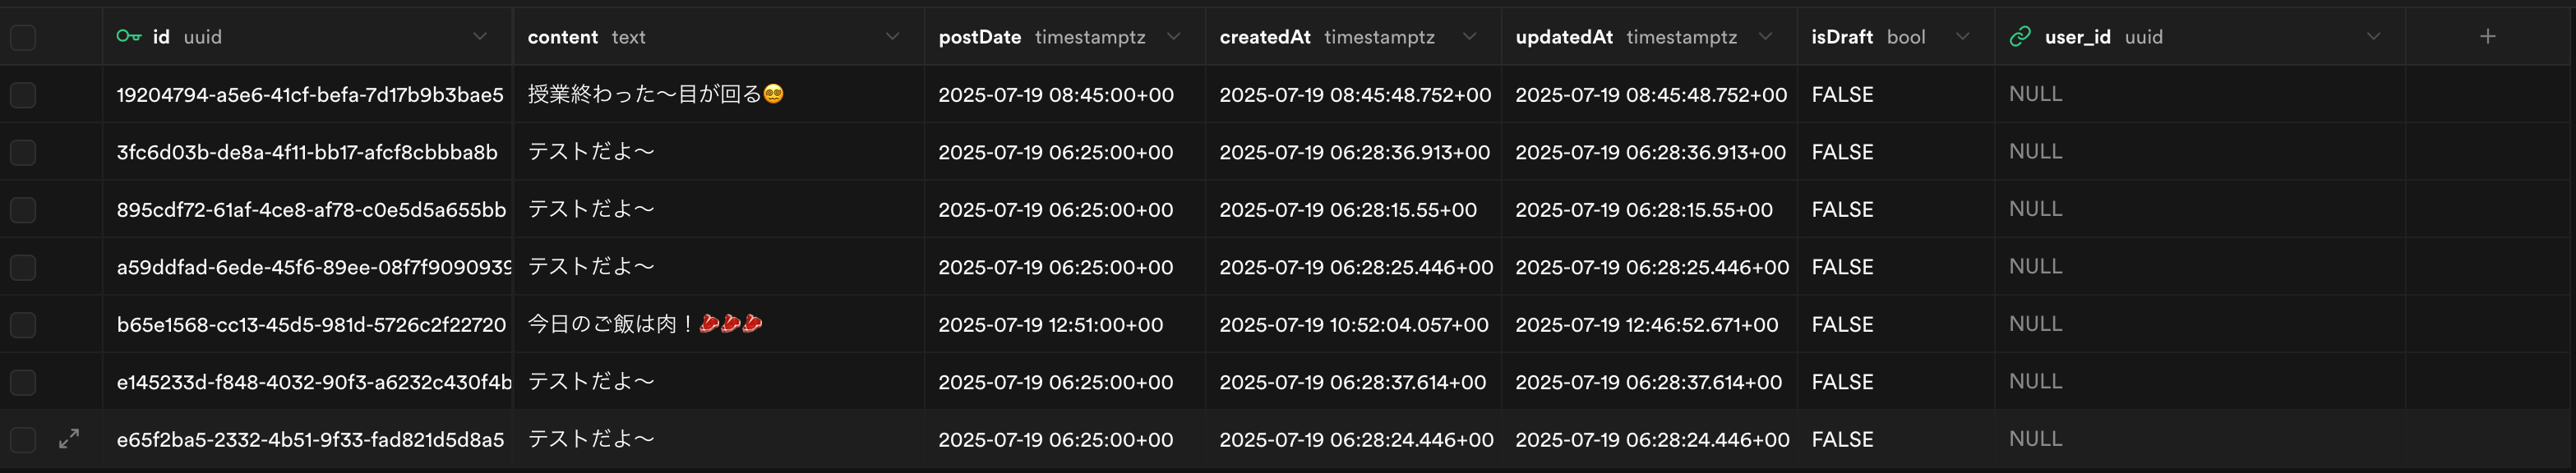 id uuid content text postDate timestamptz createdAt timestamptz updatedAt timestamptz isDraft bool user_id uuid +
19204794-a5e6-41cf-befa-7d17b9b3bae5 授業終わった〜目が回る😵‍💫 2025-07-19 08:45:00+00 2025-07-19 08:45:48.752+00 2025-07-19 08:45:48.752+00 FALSE NULL
3fc6d03b-de8a-4f11-bb17-afcf8cbbba8b テストだよ〜 2025-07-19 06:25:00+00 2025-07-19 06:28:36.913+00 2025-07-19 06:28:36.913+00 FALSE NULL
895cdf72-61af-4ce8-af78-c0e5d5a655bb テストだよ〜 2025-07-19 06:25:00+00 2025-07-19 06:28:15.55+00 2025-07-19 06:28:15.55+00 FALSE NULL
a59ddfad-6ede-45f6-89ee-08f7f9090939 テストだよ〜 2025-07-19 06:25:00+00 2025-07-19 06:28:25.446+00 2025-07-19 06:28:25.446+00 FALSE NULL
b65e1568-cc13-45d5-981d-5726c2f22720 今日のご飯は肉！🥩🥩🥩 2025-07-19 12:51:00+00 2025-07-19 10:52:04.057+00 2025-07-19 12:46:52.671+00 FALSE NULL
e145233d-f848-4032-90f3-a6232c430f4b テストだよ〜 2025-07-19 06:25:00+00 2025-07-19 06:28:37.614+00 2025-07-19 06:28:37.614+00 FALSE NULL
e65f2ba5-2332-4b51-9f33-fad821d5d8a5 テストだよ〜 2025-07-19 06:25:00+00 2025-07-19 06:28:24.446+00 2025-07-19 06:28:24.446+00 FALSE NULL